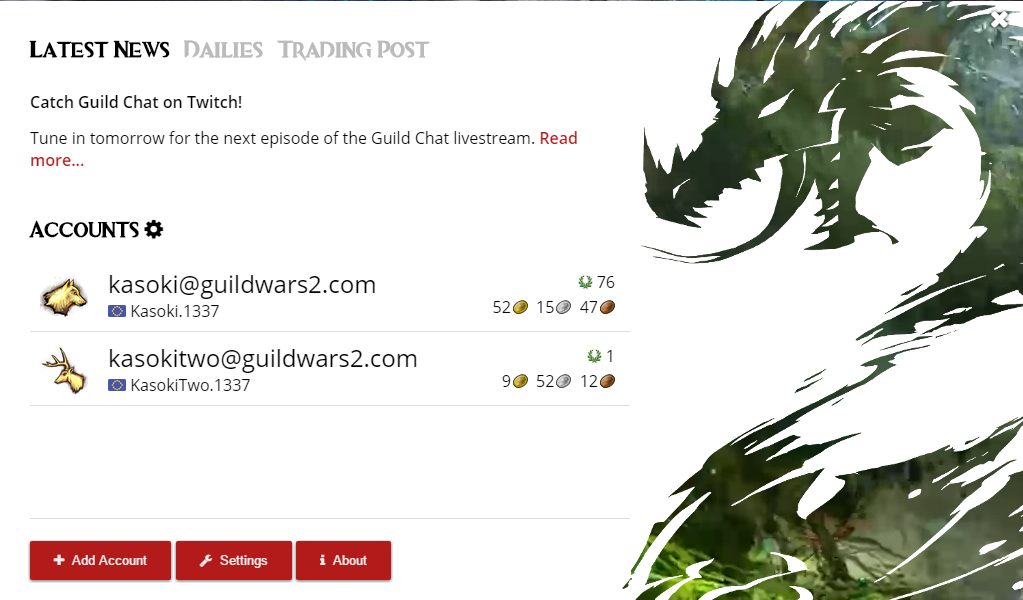 Latest News Dailies Trading Post
Catch Guild Chat on Twitch!
Tune in tomorrow for the next episode of the Guild Chat livestream. Read
more...
Accounts
kasoki@guildwars2.com 76
Kasoki.1337 52 15 47
kasokitwo@guildwars2.com 1
KasokiTwo.1337 9 52 12
Add Account Settings About